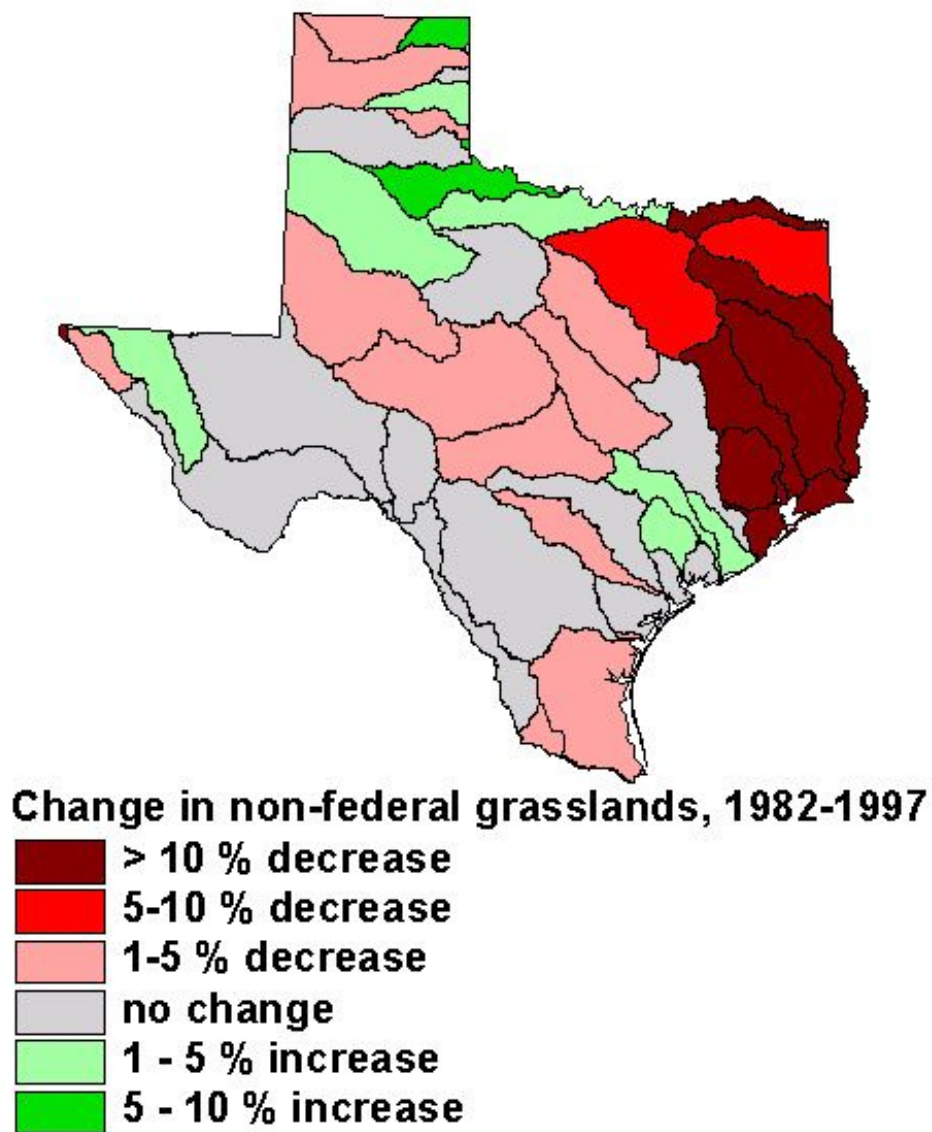 Change in non-federal grasslands, 1982-1997
> 10 % decrease
5-10 % decrease
1-5 % decrease
no change
1 - 5 % increase
5 - 10 % increase